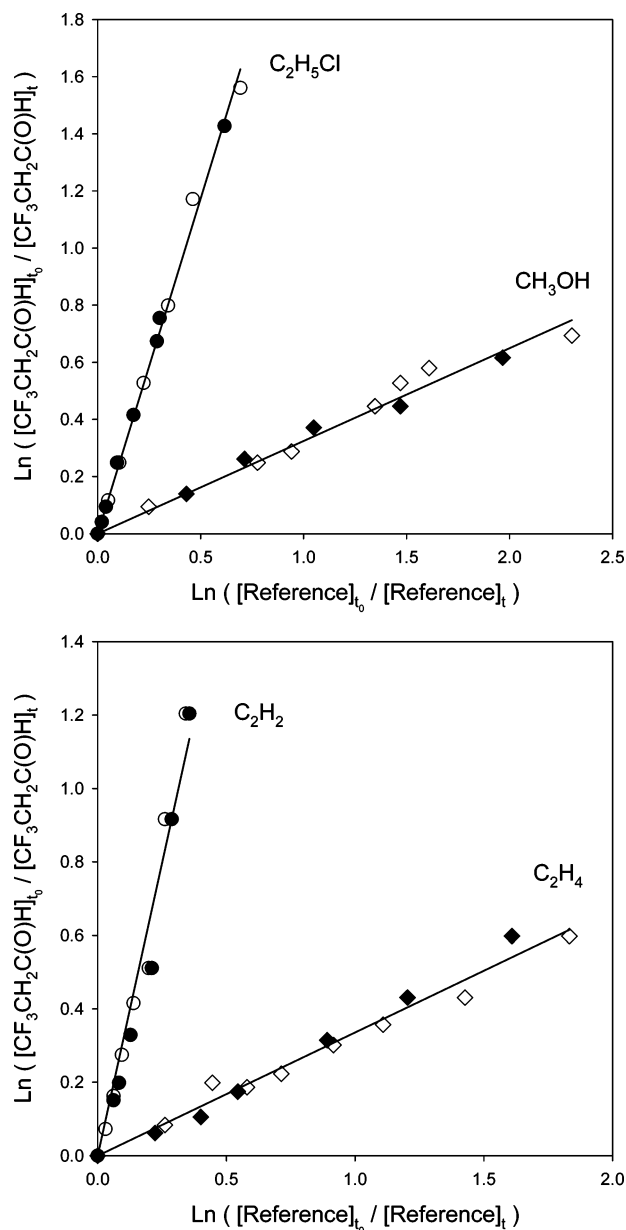 1.8
1.6
1.4
1.2
1.0
0.8
0.6
0.4
0.2
0.0
Ln ( [CF₃CH₂C(O)H]ₜ₀ / [CF₃CH₂C(O)H]ₜ )
C₂H₅Cl
CH₃OH
0.0 0.5 1.0 1.5 2.0 2.5
Ln ( [Reference]ₜ₀ / [Reference]ₜ )
1.4
1.2
1.0
0.8
0.6
0.4
0.2
0.0
Ln ( [CF₃CH₂C(O)H]ₜ₀ / [CF₃CH₂C(O)H]ₜ )
C₂H₂
C₂H₄
0.0 0.5 1.0 1.5 2.0
Ln ( [Reference]ₜ₀ / [Reference]ₜ )